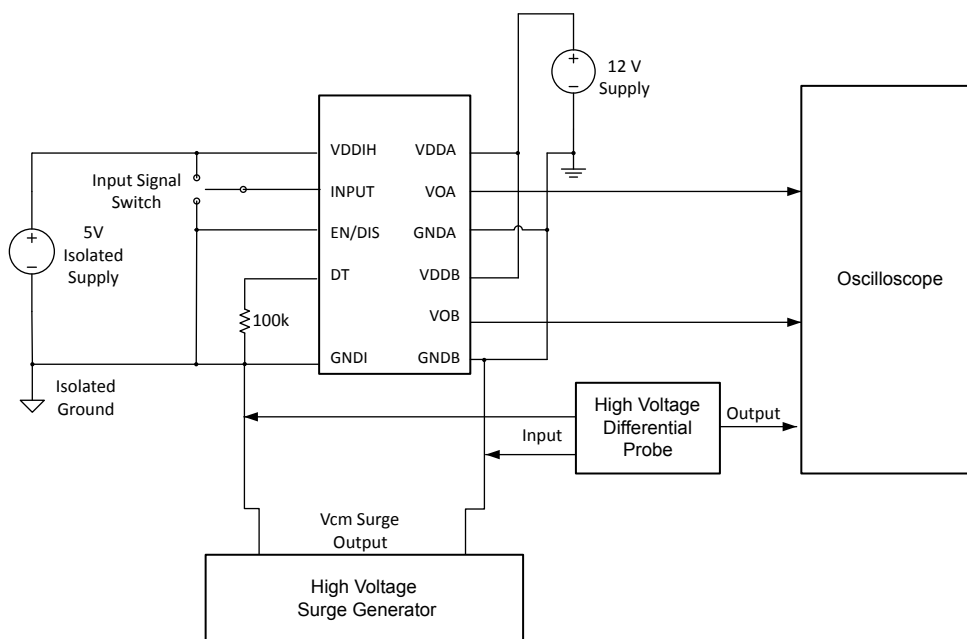 +
12 V
Supply
−
VDDIH
VDDA
Input Signal
Switch
INPUT
VOA
+
5V
−
Isolated
Supply
EN/DIS
GNDA
DT
VDDB
Oscilloscope
100k
VOB
GNDI
GNDB
Isolated
Ground
High Voltage
Differential
Probe
Input
Output
Vcm Surge
Output
High Voltage
Surge Generator